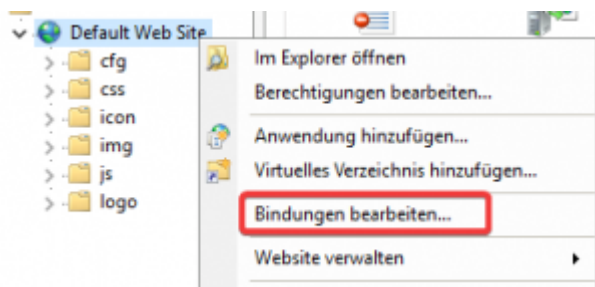 Default Web Site
cfg
css
icon
img
js
logo
Im Explorer öffnen
Berechtigungen bearbeiten...
Anwendung hinzufügen...
Virtuelles Verzeichnis hinzufügen...
Bindungen bearbeiten...
Website verwalten